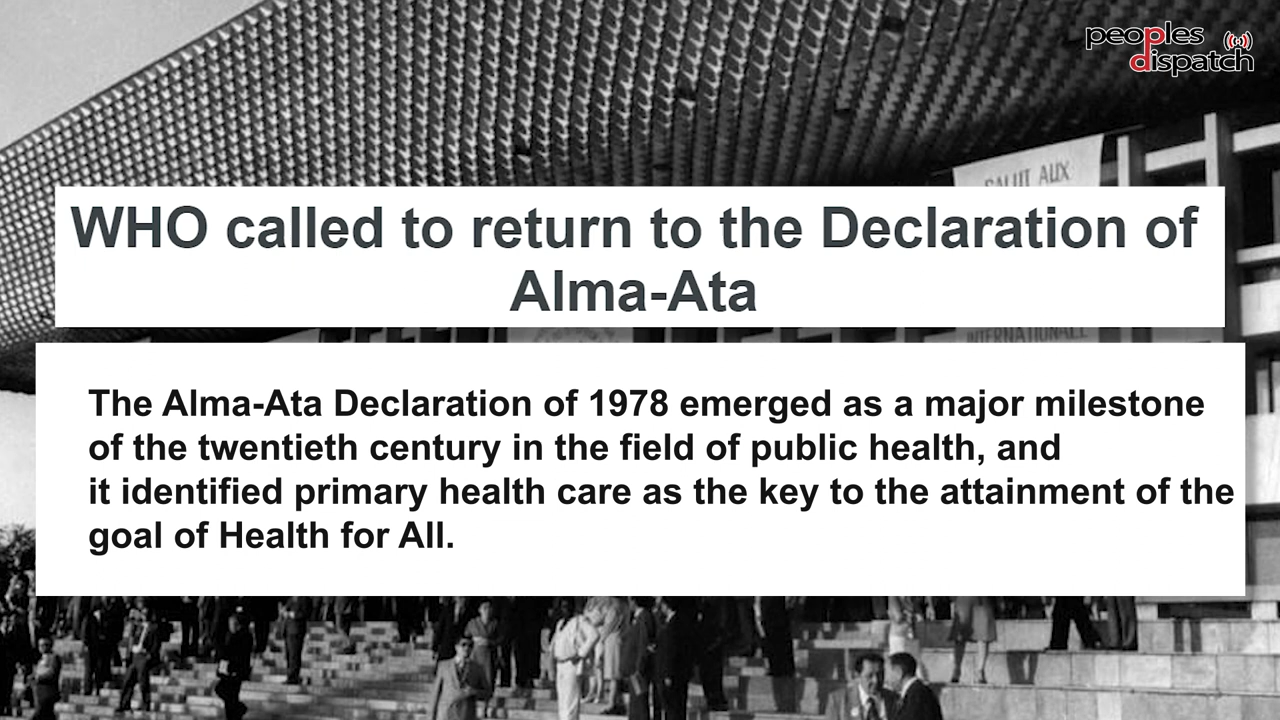 peoples
dispatch
SALUT AUX
WHO called to return to the Declaration of
Alma-Ata
INTERNATIONALE
The Alma-Ata Declaration of 1978 emerged as a major milestone
of the twentieth century in the field of public health, and
it identified primary health care as the key to the attainment of the
goal of Health for All.